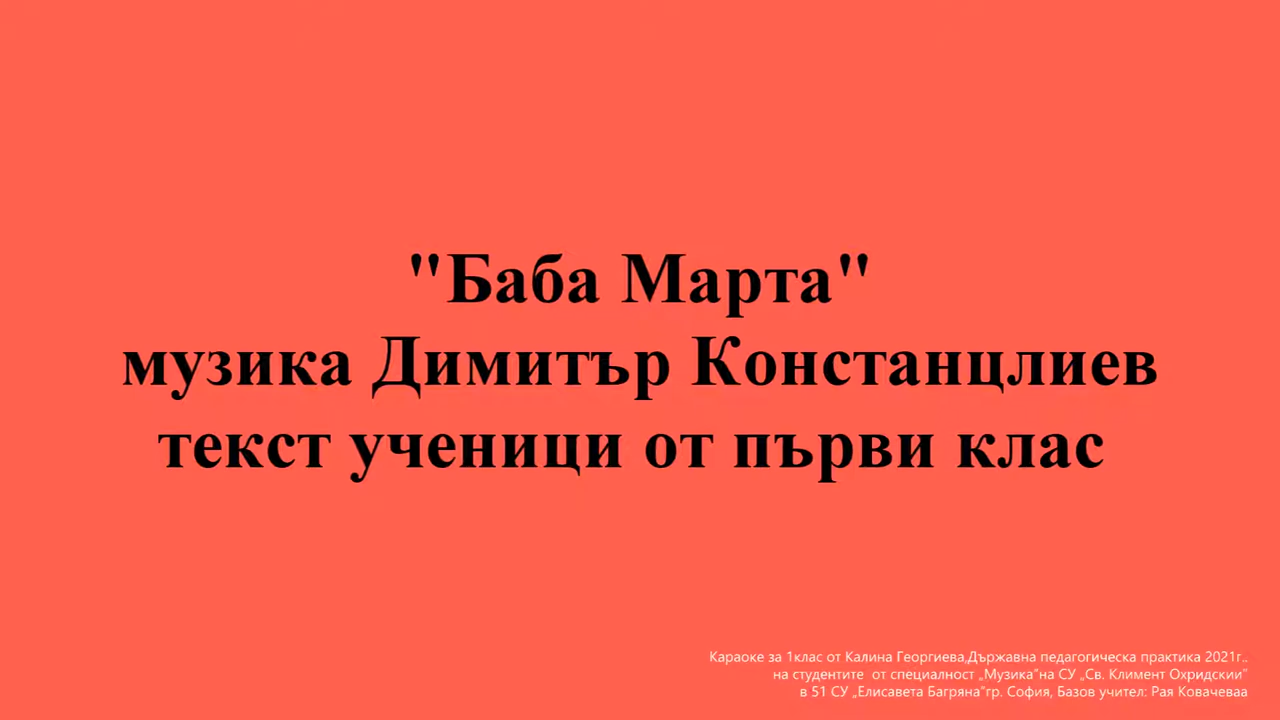 "Баба Марта"
музика Димитър Констанцлиев
текст ученици от първи клас
Караоке за 1клас от Калина Георгиева,Държавна педагогическа практика 2021г..
на студентите от специалност „Музика"на СУ „Св. Климент Охридскии"
в 51 СУ „Елисавета Багряна"гр. София, Базов учител: Рая Ковачеваа